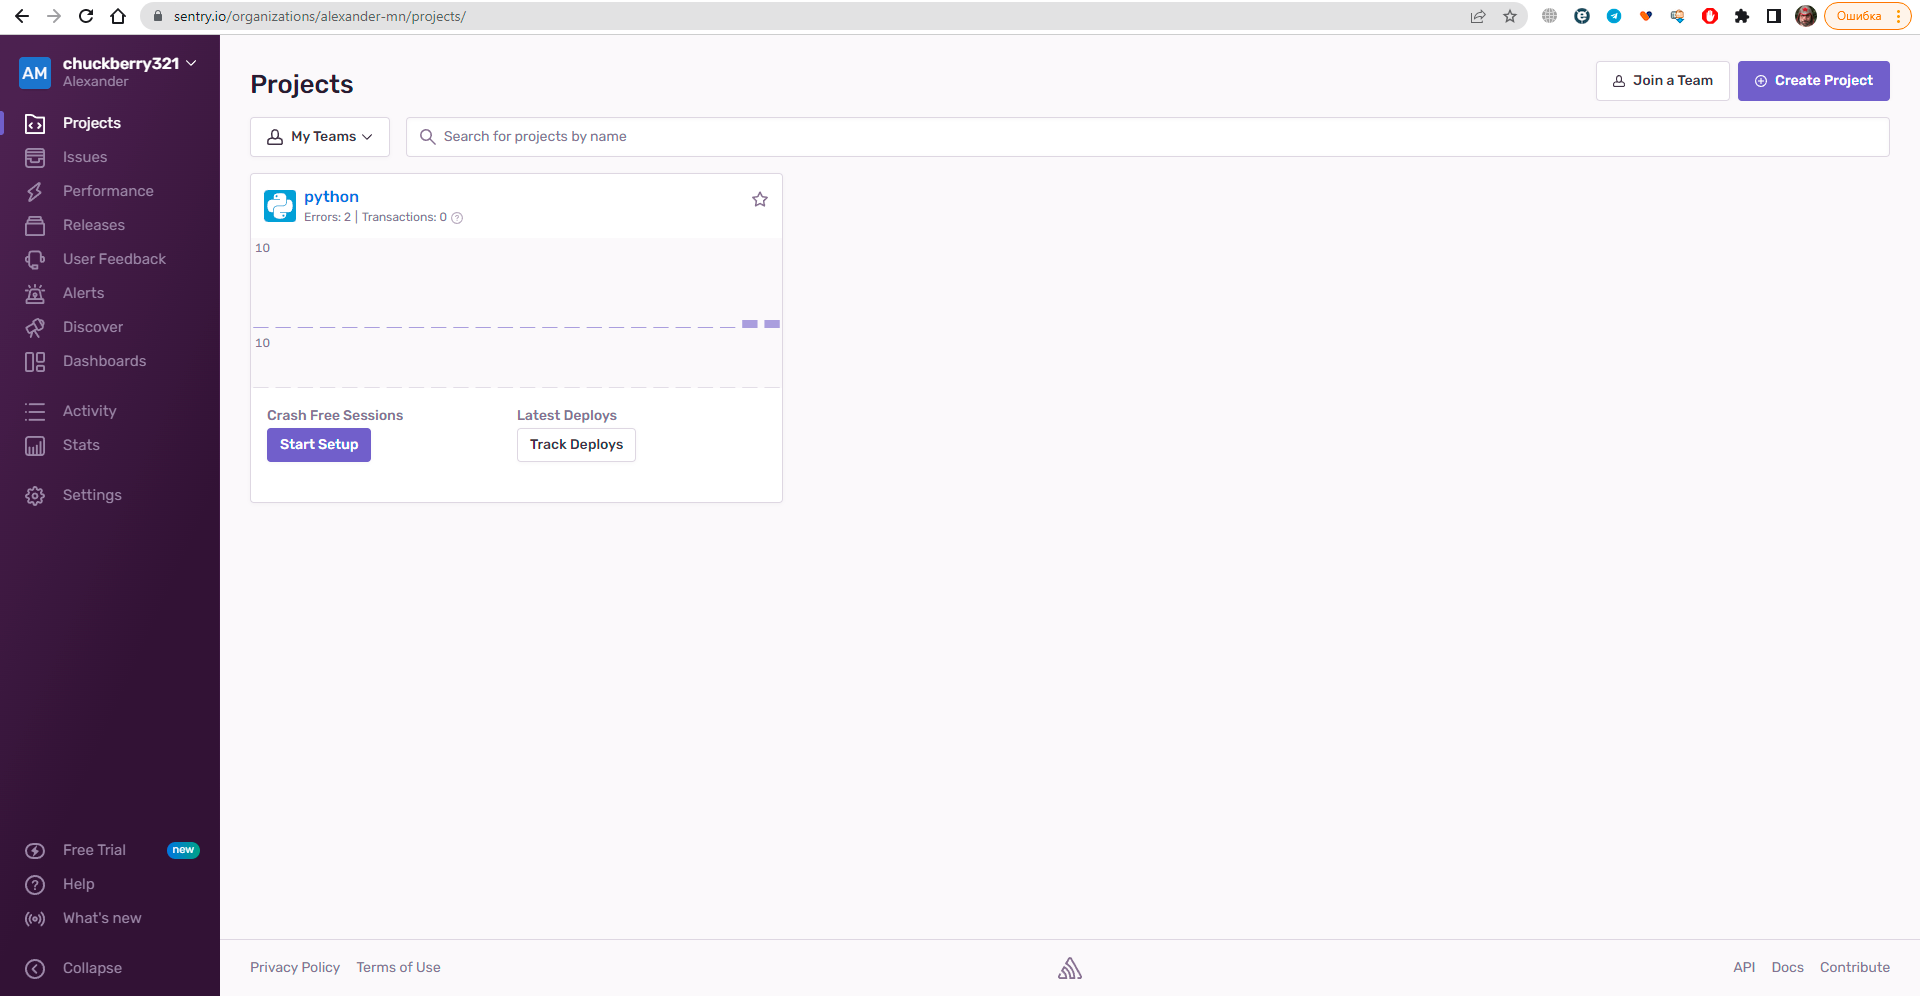 sentry.io/organizations/alexander-mn/projects/
Ошибка
AM
chuckberry321
Alexander
Projects
Issues
Performance
Releases
User Feedback
Alerts
Discover
Dashboards
Activity
Stats
Settings
Free Trial new
Help
What's new
Collapse
Projects
Join a Team
Create Project
My Teams
Search for projects by name
python
Errors: 2 | Transactions: 0 ?
10
10
Crash Free Sessions
Start Setup
Latest Deploys
Track Deploys
Privacy Policy Terms of Use
API Docs Contribute